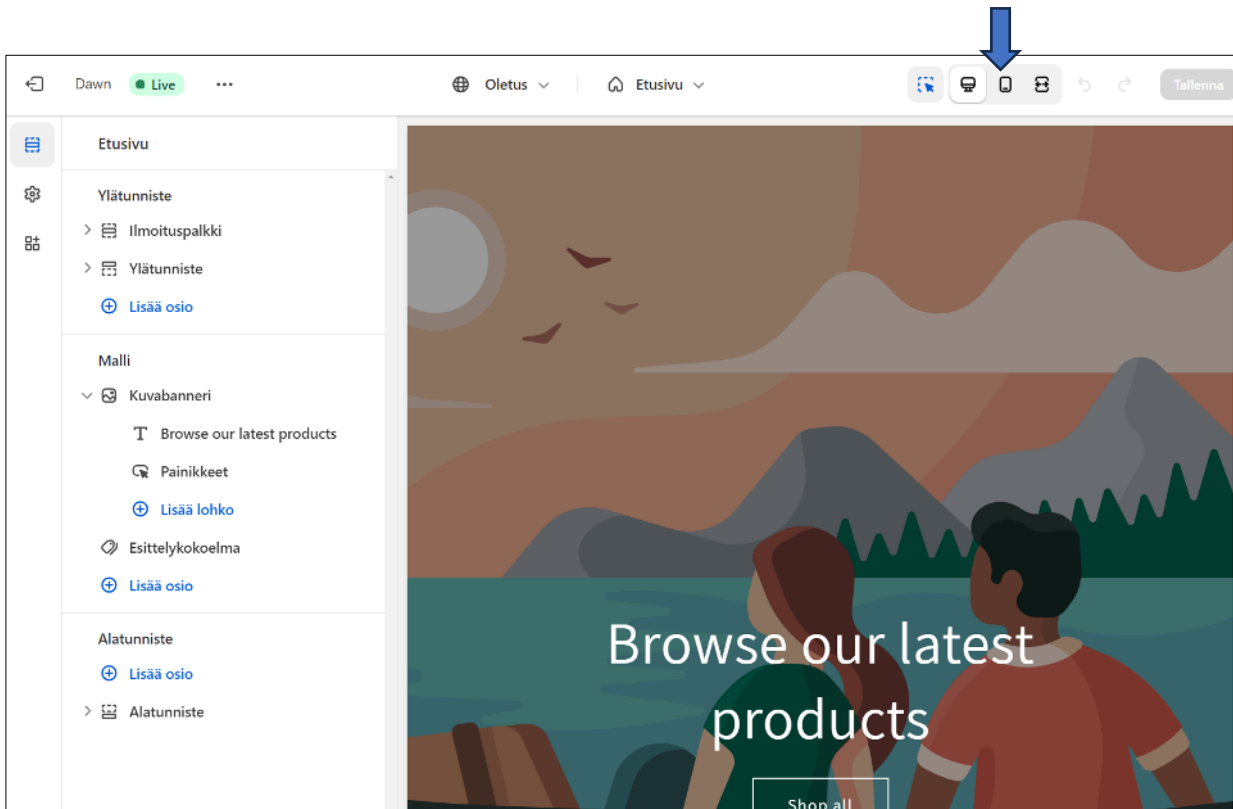 Dawn Live ... Oletus Etusivu Tallenna
Etusivu
Ylätunniste
Ilmoituspalkki
Ylätunniste
Lisää osio
Malli
Kuvabanneri
Browse our latest products
Painikkeet
Lisää lohko
Esittelykokoelma
Lisää osio
Alatunniste
Lisää osio
Alatunniste
Browse our latest
products
Shop all